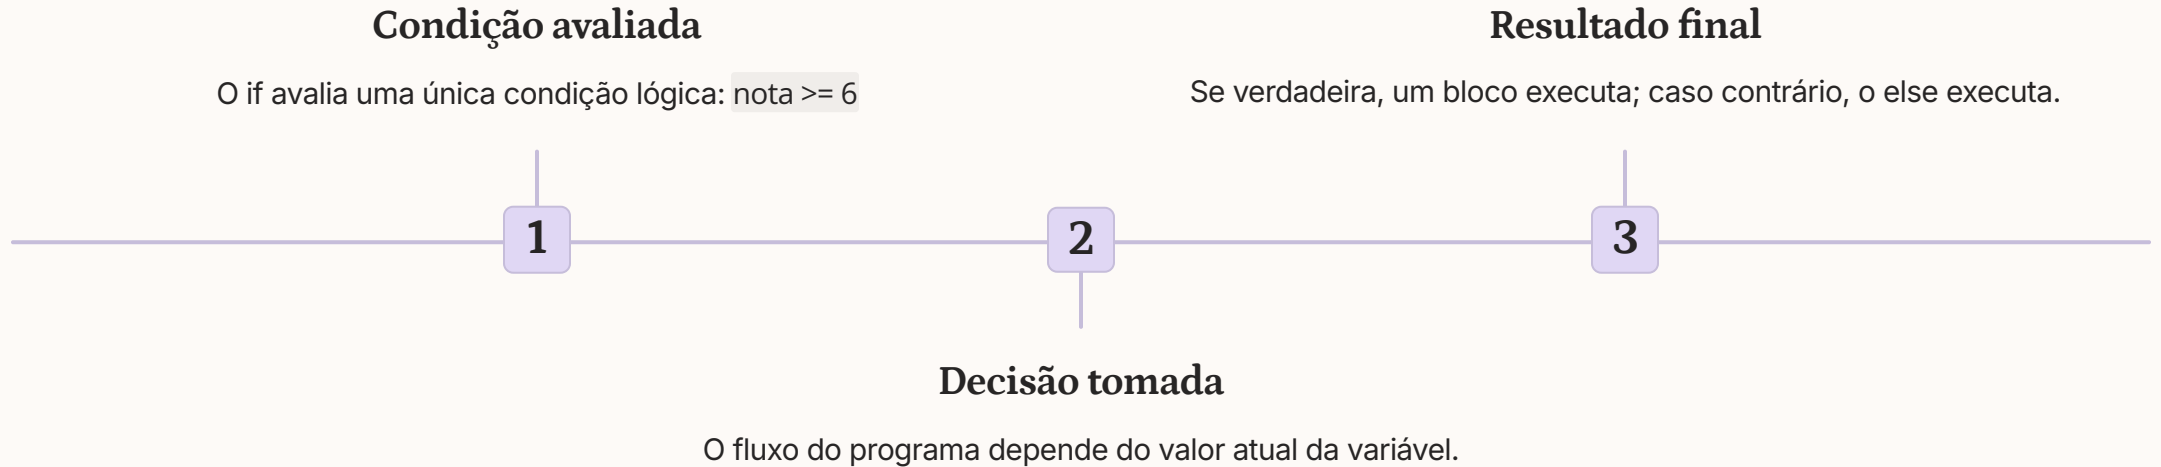 Condição avaliada
O if avalia uma única condição lógica: nota >= 6
1
2
Decisão tomada
O fluxo do programa depende do valor atual da variável.
Resultado final
Se verdadeira, um bloco executa; caso contrário, o else executa.
3